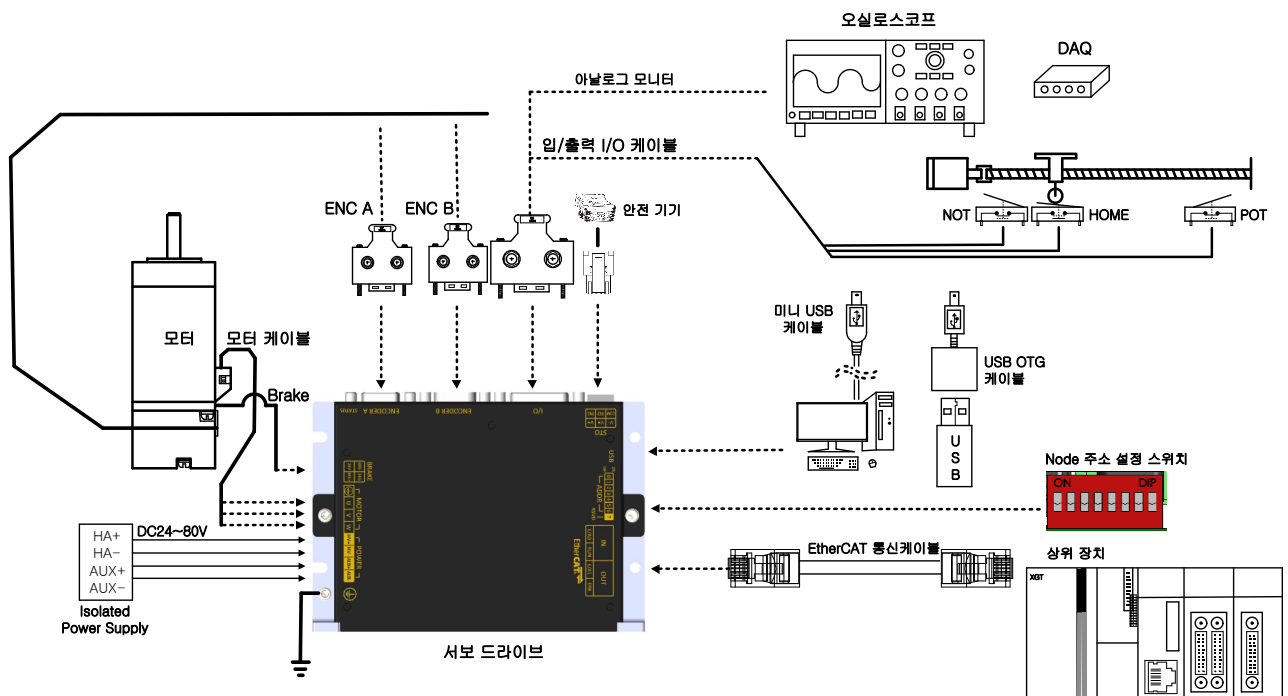 오실로스코프
DAQ
아날로그 모니터
입/출력 I/O 케이블
ENC A
ENC B
안전 기기
NOT
HOME
POT
모터
모터 케이블
미니 USB
케이블
USB OTG
케이블
USB
Brake
STATUS
ENCODER A
ENCODER B
I/O
STO
USB
BRAKE
ADDR.
MOTOR
U
V
W
POWER
IN
OUT
EtherCAT
Node 주소 설정 스위치
ON
DIP
DC24~80V
HA+
HA-
AUX+
AUX-
Isolated
Power Supply
EtherCAT 통신케이블
상위 장치
XGT
서보 드라이브